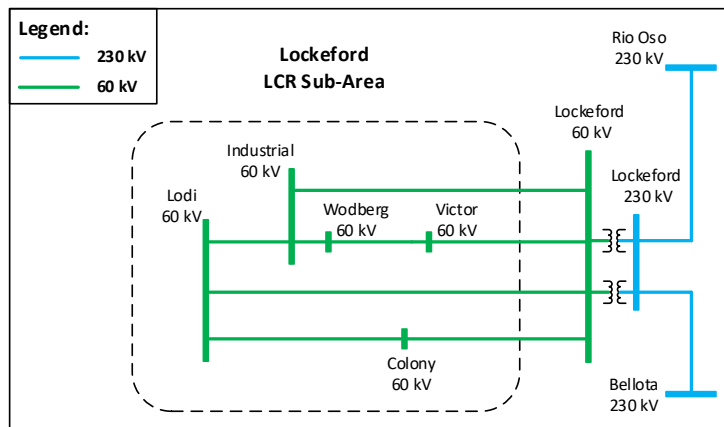 Legend:
230 kV
60 kV
Lockeford
LCR Sub-Area
Rio Oso
230 kV
Lockeford
60 kV
Lockeford
230 kV
Industrial
60 kV
Lodi
60 kV
Wodberg
60 kV
Victor
60 kV
Colony
60 kV
Bellota
230 kV